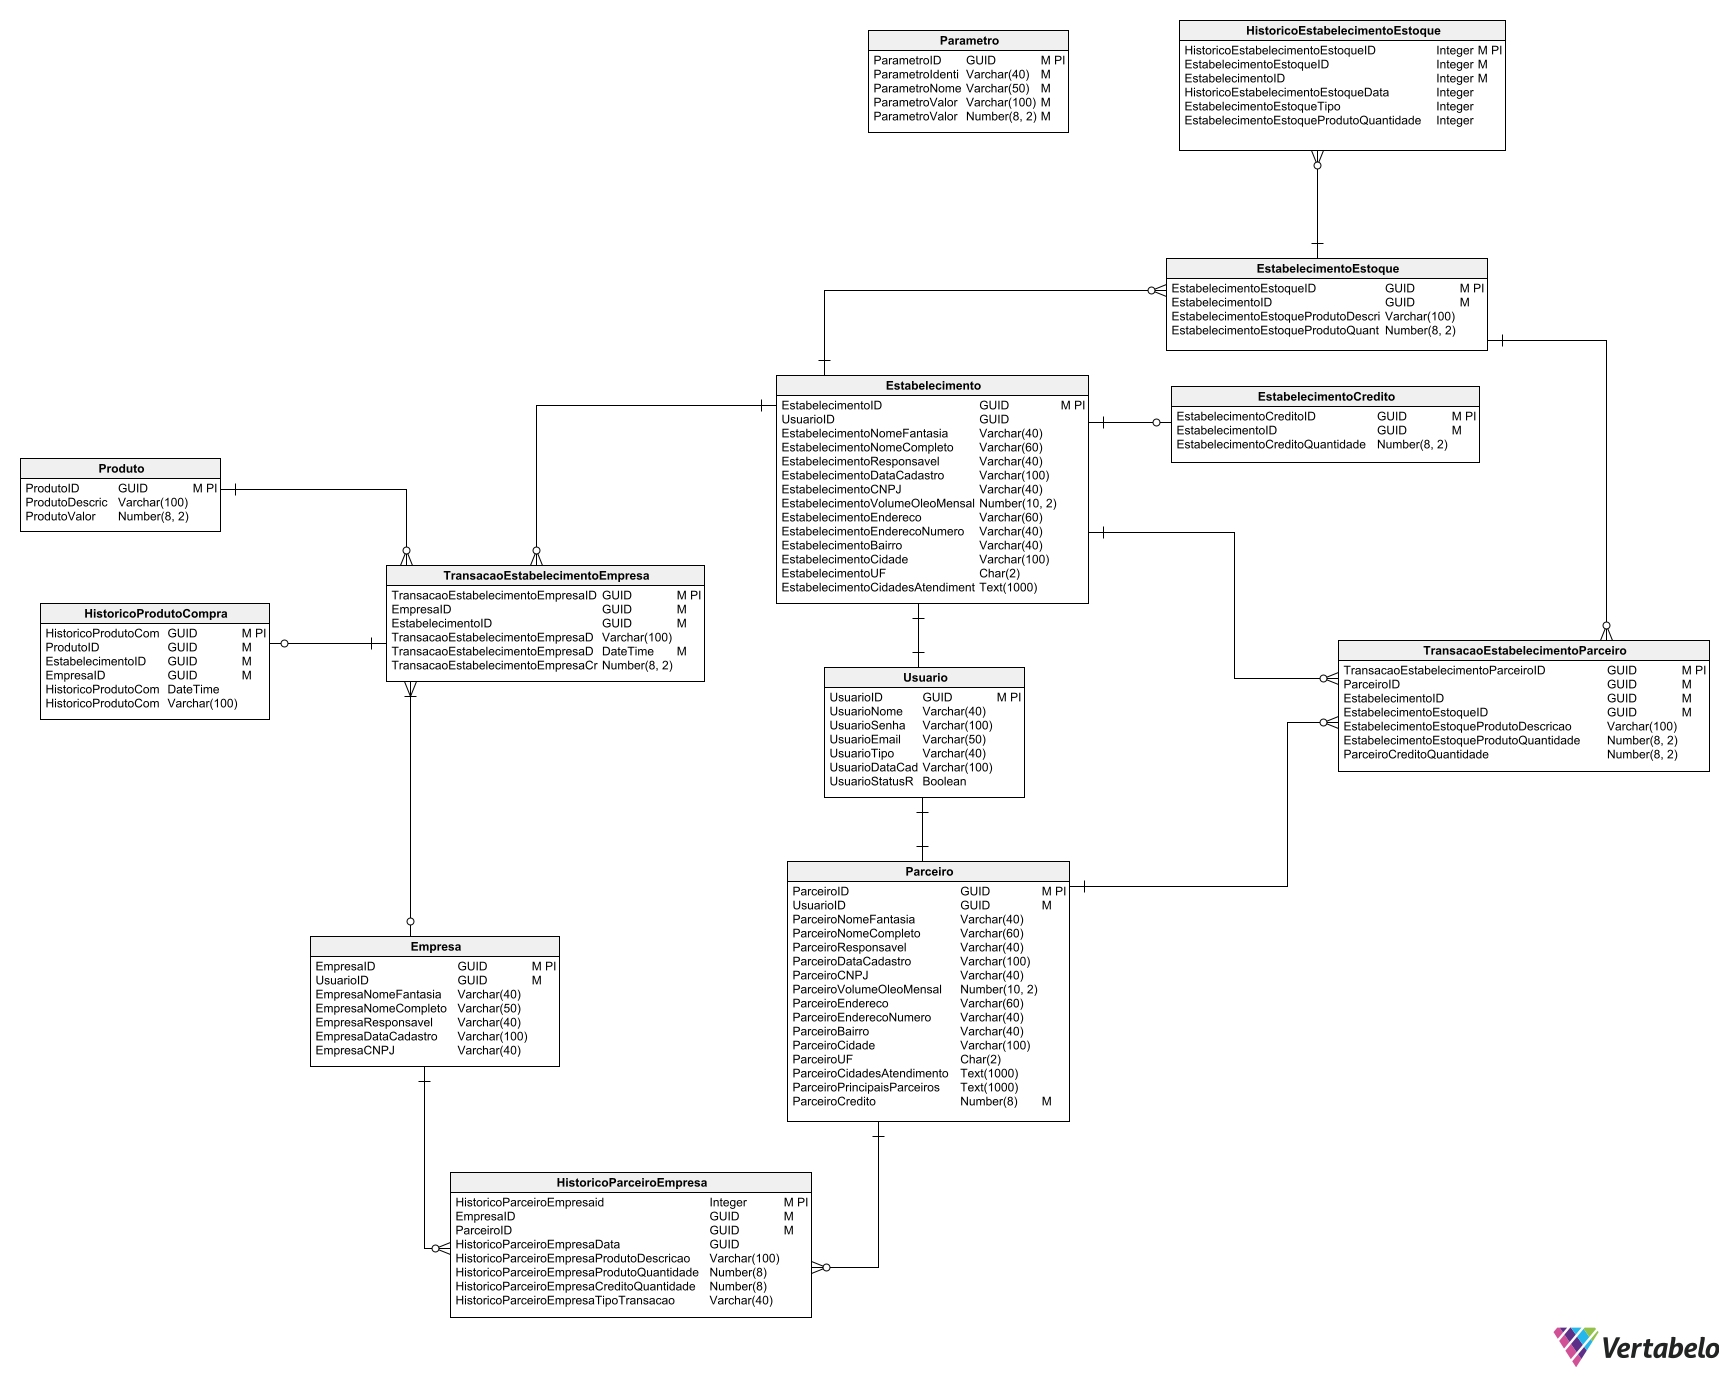 Parametro
ParametroID GUID M PI
ParametroIdenti Varchar(40) M
ParametroNome Varchar(50) M
ParametroValor Varchar(100) M
ParametroValor Number(8, 2) M
HistoricoEstabelecimentoEstoque
HistoricoEstabelecimentoEstoqueID Integer M PI
EstabelecimentoEstoqueID Integer M
EstabelecimentoID Integer M
HistoricoEstabelecimentoEstoqueData Integer
EstabelecimentoEstoqueTipo Integer
EstabelecimentoEstoqueProdutoQuantidade Integer
EstabelecimentoEstoque
EstabelecimentoEstoqueID GUID M PI
EstabelecimentoID GUID M
EstabelecimentoEstoqueProdutoDescri Varchar(100)
EstabelecimentoEstoqueProdutoQuant Number(8, 2)
Estabelecimento
EstabelecimentoID GUID M PI
UsuarioID GUID
EstabelecimentoNomeFantasia Varchar(40)
EstabelecimentoNomeCompleto Varchar(60)
EstabelecimentoResponsavel Varchar(40)
EstabelecimentoDataCadastro Varchar(100)
EstabelecimentoCNPJ Varchar(40)
EstabelecimentoVolumeOleoMensal Number(10, 2)
EstabelecimentoEndereco Varchar(60)
EstabelecimentoEnderecoNumero Varchar(40)
EstabelecimentoBairro Varchar(40)
EstabelecimentoCidade Varchar(100)
EstabelecimentoUF Char(2)
EstabelecimentoCidadesAtendiment Text(1000)
EstabelecimentoCredito
EstabelecimentoCreditoID GUID M PI
EstabelecimentoID GUID M
EstabelecimentoCreditoQuantidade Number(8, 2)
Produto
ProdutoID GUID M PI
ProdutoDescric Varchar(100)
ProdutoValor Number(8, 2)
TransacaoEstabelecimentoEmpresa
TransacaoEstabelecimentoEmpresaID GUID M PI
EmpresaID GUID M
EstabelecimentoID GUID M
TransacaoEstabelecimentoEmpresaD Varchar(100)
TransacaoEstabelecimentoEmpresaD DateTime M
TransacaoEstabelecimentoEmpresaCr Number(8, 2)
HistoricoProdutoCompra
HistoricoProdutoCom GUID M PI
ProdutoID GUID M
EstabelecimentoID GUID M
EmpresaID GUID M
HistoricoProdutoCom DateTime
HistoricoProdutoCom Varchar(100)
Usuario
UsuarioID GUID M PI
UsuarioNome Varchar(40)
UsuarioSenha Varchar(100)
UsuarioEmail Varchar(50)
UsuarioTipo Varchar(40)
UsuarioDataCad Varchar(100)
UsuarioStatusR Boolean
TransacaoEstabelecimentoParceiro
TransacaoEstabelecimentoParceiroID GUID M PI
ParceiroID GUID M
EstabelecimentoID GUID M
EstabelecimentoEstoqueID GUID M
EstabelecimentoEstoqueProdutoDescricao Varchar(100)
EstabelecimentoEstoqueProdutoQuantidade Number(8, 2)
ParceiroCreditoQuantidade Number(8, 2)
Parceiro
ParceiroID GUID M PI
UsuarioID GUID M
ParceiroNomeFantasia Varchar(40)
ParceiroNomeCompleto Varchar(60)
ParceiroResponsavel Varchar(40)
ParceiroDataCadastro Varchar(100)
ParceiroCNPJ Varchar(40)
ParceiroVolumeOleoMensal Number(10, 2)
ParceiroEndereco Varchar(60)
ParceiroEnderecoNumero Varchar(40)
ParceiroBairro Varchar(40)
ParceiroCidade Varchar(100)
ParceiroUF Char(2)
ParceiroCidadesAtendimento Text(1000)
ParceiroPrincipaisParceiros Text(1000)
ParceiroCredito Number(8) M
Empresa
EmpresaID GUID M PI
UsuarioID GUID M
EmpresaNomeFantasia Varchar(40)
EmpresaNomeCompleto Varchar(50)
EmpresaResponsavel Varchar(40)
EmpresaDataCadastro Varchar(100)
EmpresaCNPJ Varchar(40)
HistoricoParceiroEmpresa
HistoricoParceiroEmpresaid Integer M PI
EmpresaID GUID M
ParceiroID GUID M
HistoricoParceiroEmpresaData GUID
HistoricoParceiroEmpresaProdutoDescricao Varchar(100)
HistoricoParceiroEmpresaProdutoQuantidade Number(8)
HistoricoParceiroEmpresaCreditoQuantidade Number(8)
HistoricoParceiroEmpresaTipoTransacao Varchar(40)
Vertabelo